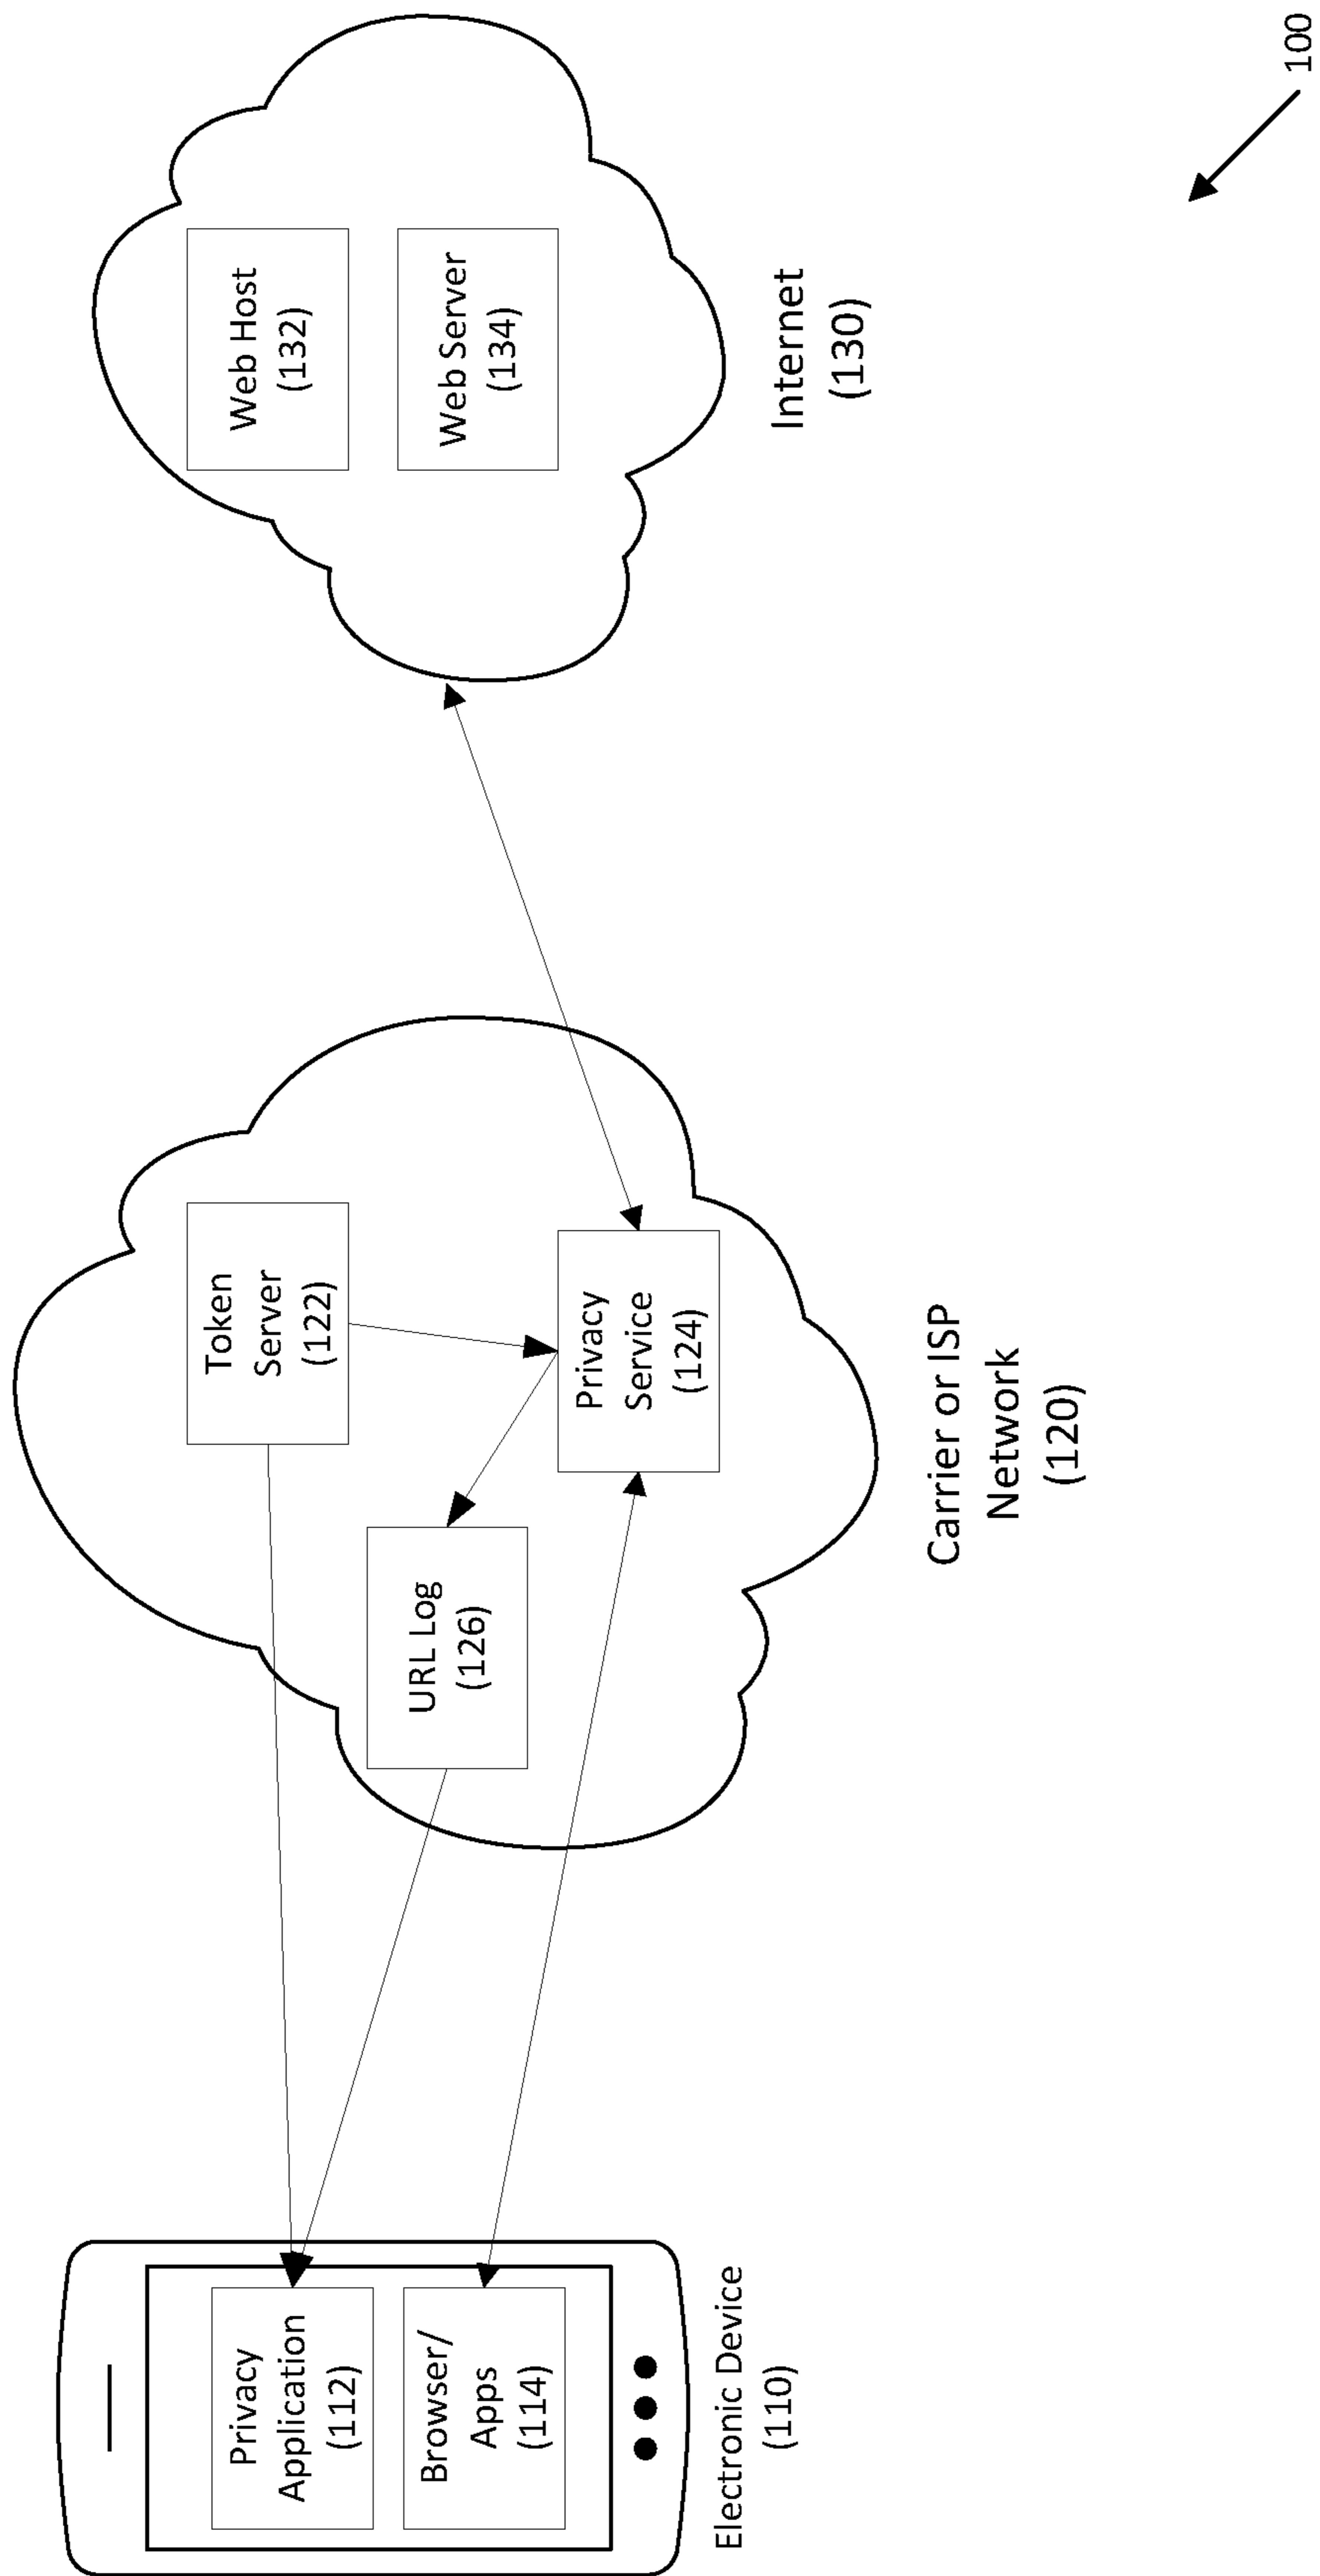 Privacy
Application
(112)
Browser/
Apps
(114)
Electronic Device
(110)
Token
Server
(122)
URL Log
(126)
Privacy
Service
(124)
Carrier or ISP
Network
(120)
Web Host
(132)
Web Server
(134)
Internet
(130)
100